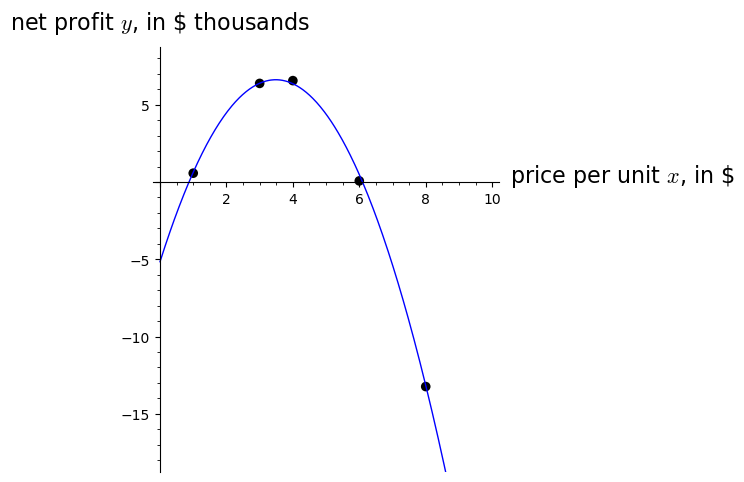 net profit y, in $ thousands
5
price per unit x, in $
2 4 6 8 10
−5
−10
−15